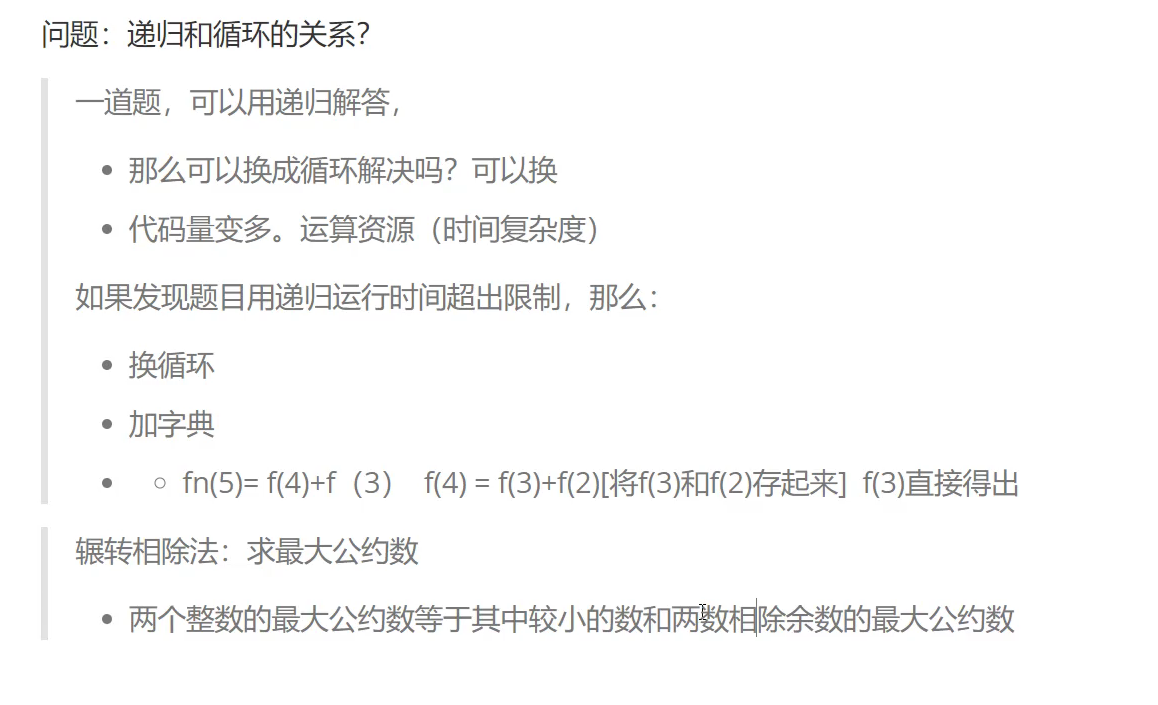 问题：递归和循环的关系？
一道题，可以用递归解答，
那么可以换成循环解决吗？可以换
代码量变多。运算资源（时间复杂度）
如果发现题目用递归运行时间超出限制，那么：
换循环
加字典
fn(5)= f(4)+f（3） f(4) = f(3)+f(2)[将f(3)和f(2)存起来] f(3)直接得出
辗转相除法：求最大公约数
两个整数的最大公约数等于其中较小的数和两数相除余数的最大公约数